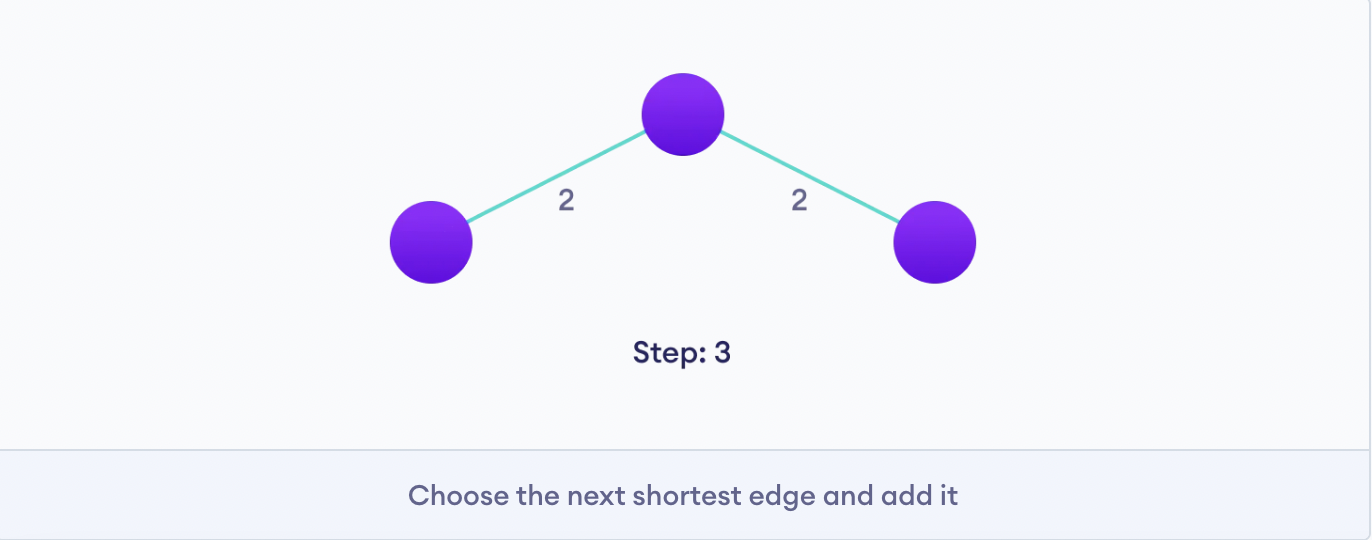 2
2
Step: 3
Choose the next shortest edge and add it